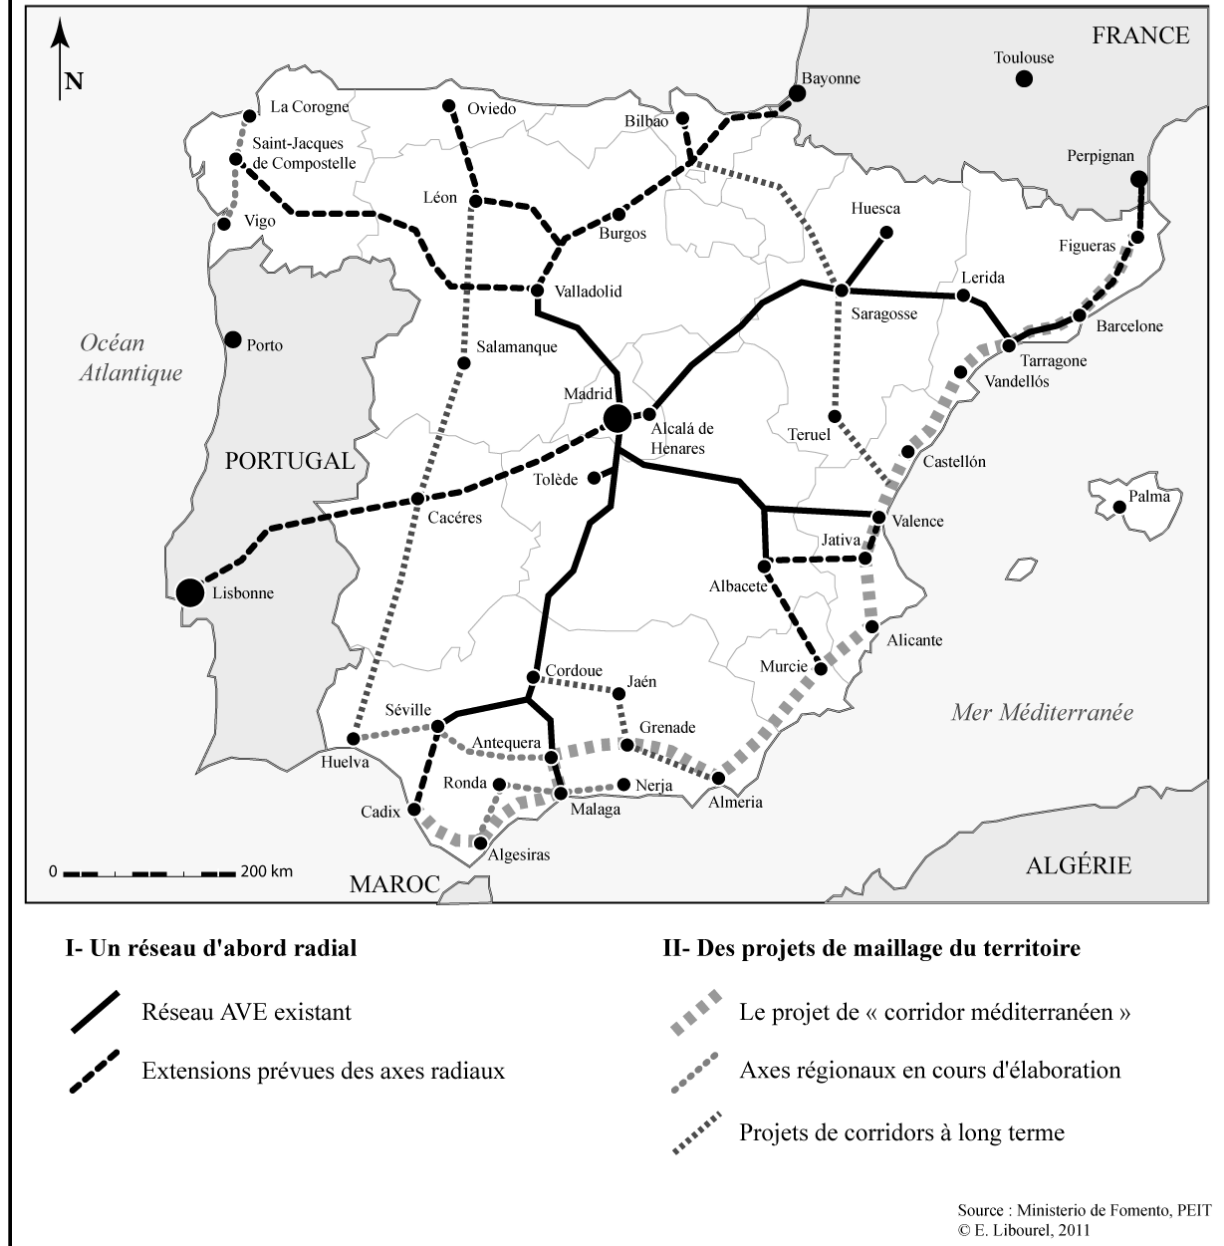 FRANCE
Toulouse
N
Bayonne
La Corogne
Oviedo
Bilbao
Saint-Jacques
de Compostelle
Perpignan
Léon
Huesca
Vigo
Burgos
Figueras
Lerida
Valladolid
Saragosse
Barcelone
Océan
Atlantique
Porto
Salamanque
Tarragone
Vandellós
Madrid
Alcalá de
Henares
Teruel
PORTUGAL
Castellón
Tolède
Palma
Cacéres
Valence
Jativa
Lisbonne
Albacete
Alicante
Murcie
Cordoue
Jaén
Séville
Mer Méditerranée
Grenade
Antequera
Huelva
Ronda
Nerja
Almeria
Cadix
Malaga
Algesiras
ALGÉRIE
0 200 km
MAROC
I- Un réseau d'abord radial
Réseau AVE existant
Extensions prévues des axes radiaux
II- Des projets de maillage du territoire
Le projet de « corridor méditerranéen »
Axes régionaux en cours d'élaboration
Projets de corridors à long terme
Source : Ministerio de Fomento, PEIT
© E. Libourel, 2011